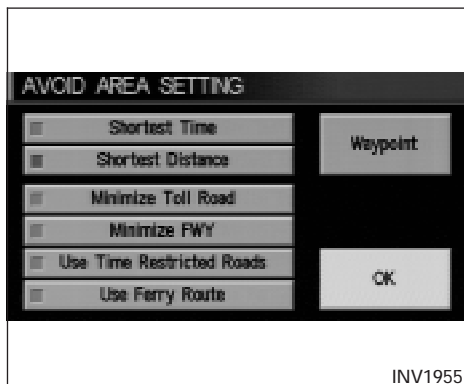 AVOID AREA SETTING
Shortest Time
Shortest Distance
Waypoint
Minimize Toll Road
Minimize FWY
Use Time Restricted Roads
Use Ferry Route
OK
INV1955